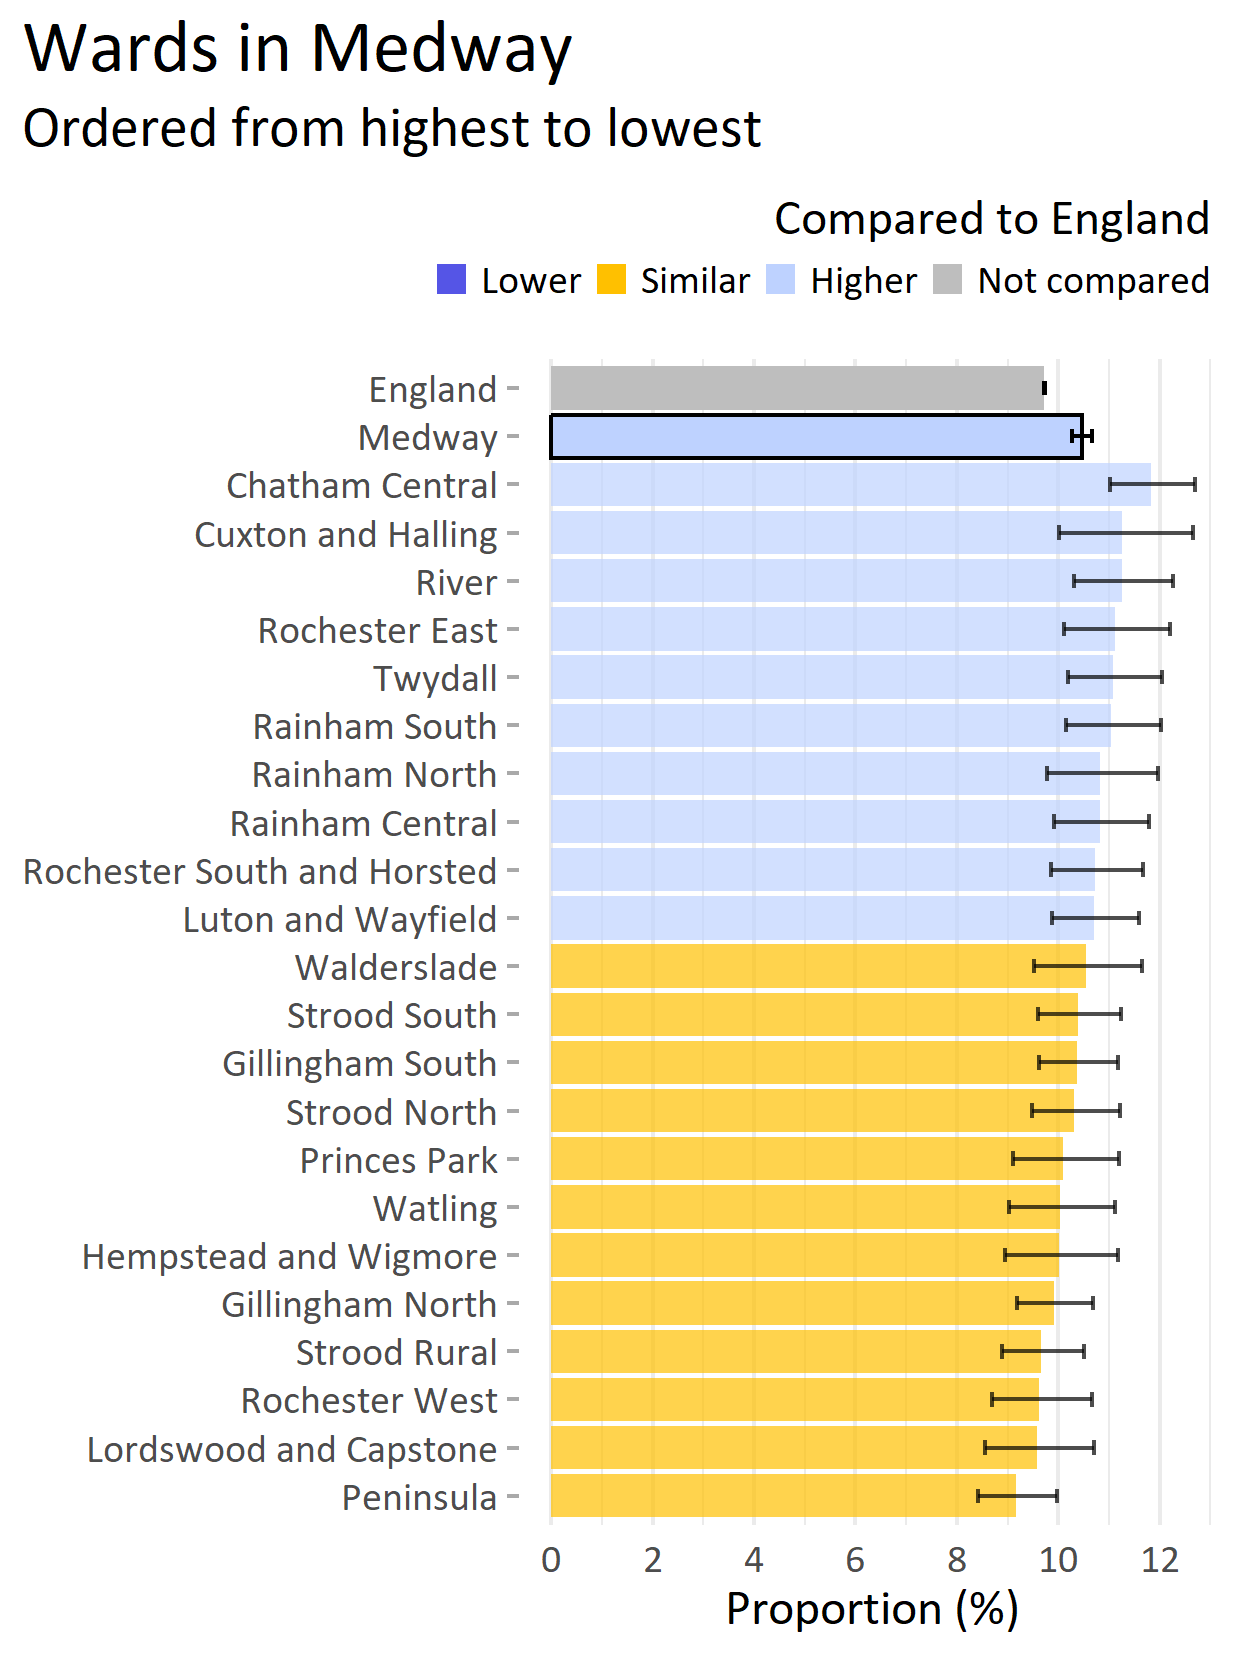 Wards in Medway
Ordered from highest to lowest
Compared to England
Lower Similar Higher Not compared
England
Medway
Chatham Central
Cuxton and Halling
River
Rochester East
Twydall
Rainham South
Rainham North
Rainham Central
Rochester South and Horsted
Luton and Wayfield
Walderslade
Strood South
Gillingham South
Strood North
Princes Park
Watling
Hempstead and Wigmore
Gillingham North
Strood Rural
Rochester West
Lordswood and Capstone
Peninsula
0 2 4 6 8 10 12
Proportion (%)